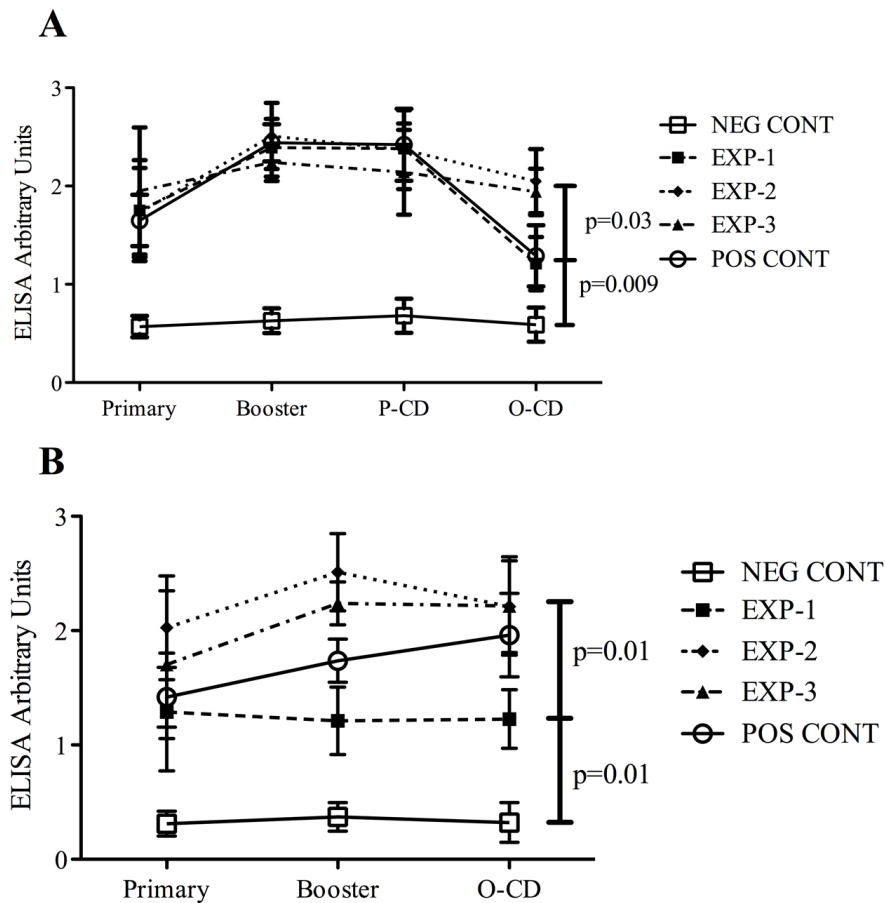 A
3
2
1
0
ELISA Arbitrary Units
Primary
Booster
P-CD
O-CD
NEG CONT
EXP-1
EXP-2
EXP-3
POS CONT
p=0.03
p=0.009
B
3
2
1
0
ELISA Arbitrary Units
Primary
Booster
O-CD
NEG CONT
EXP-1
EXP-2
EXP-3
POS CONT
p=0.01
p=0.01